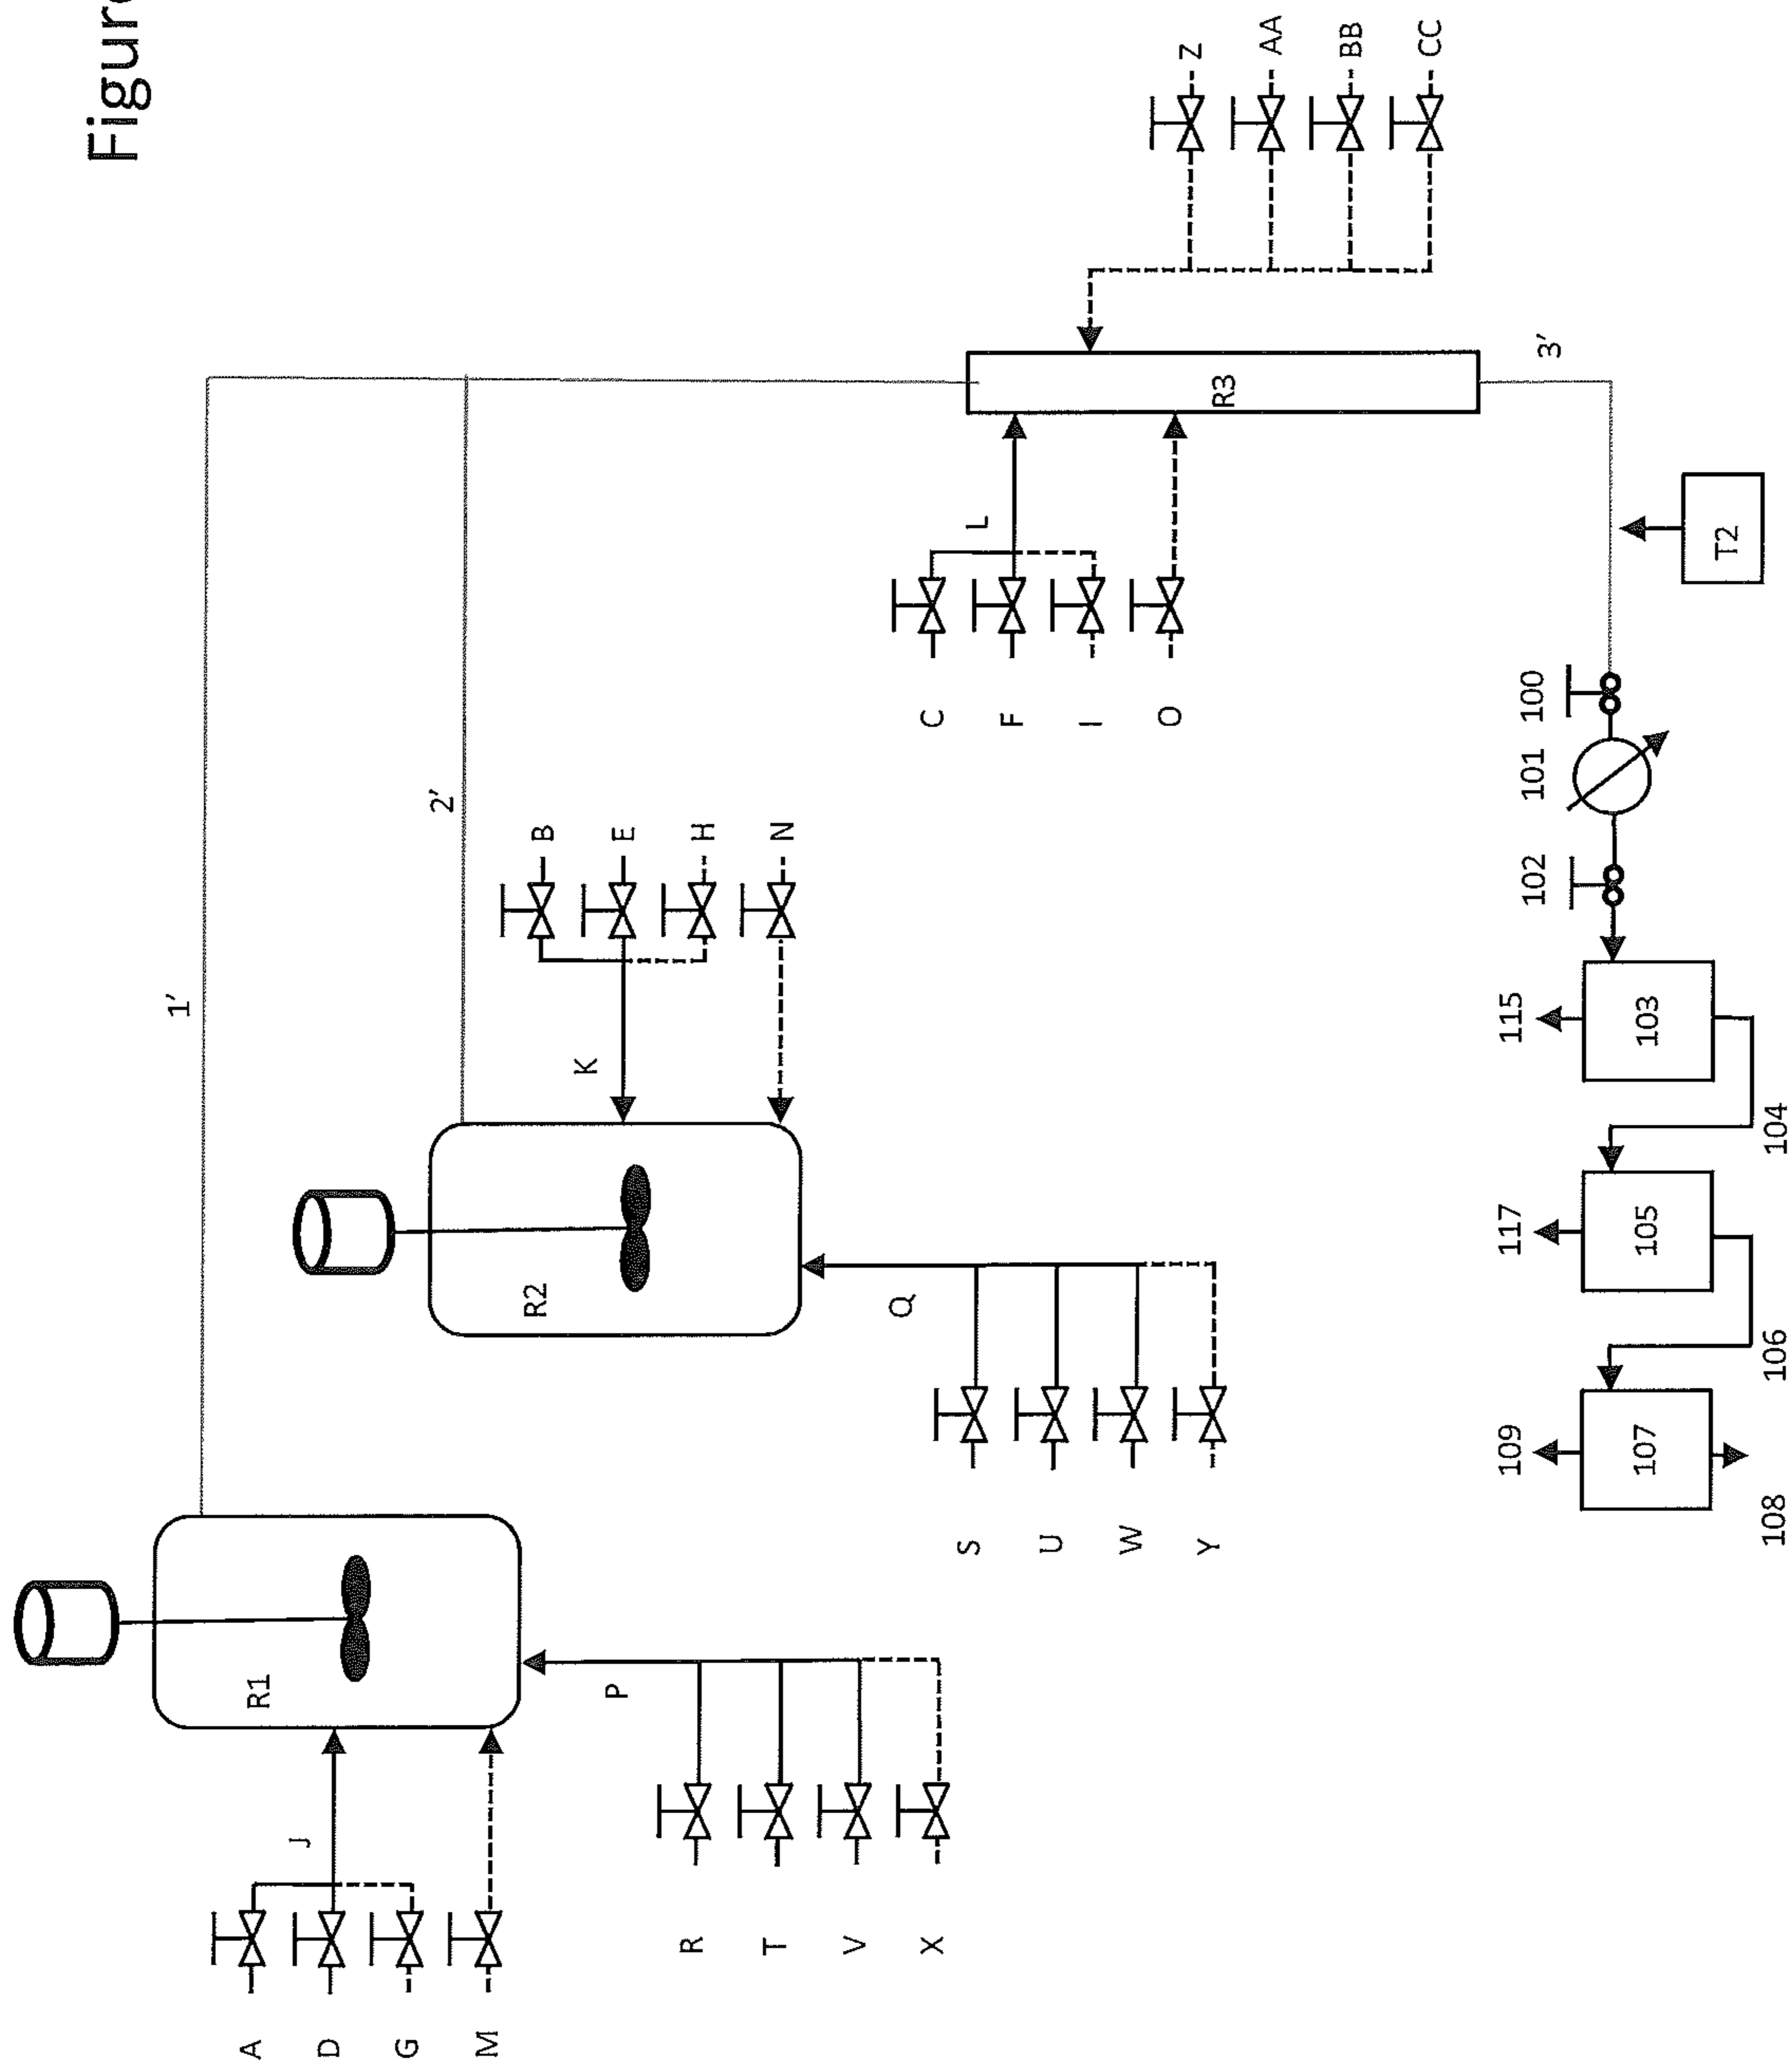 Figure
1'
2'
R1
R2
R3
3'
J
A
D
G
M
P
R
T
V
X
K
B
E
H
N
Q
S
U
W
Y
L
C
F
I
O
Z
AA
BB
CC
T2
100
101
102
103
115
104
105
117
106
107
109
108